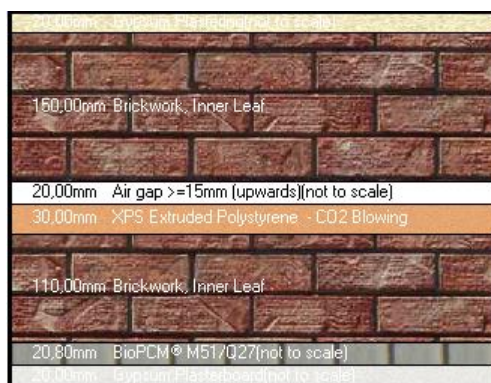 20,00mm Gypsum Plastering(not to scale)
150,00mm Brickwork, Inner Leaf
20,00mm Air gap >=15mm (upwards)(not to scale)
30,00mm XPS Extruded Polystyrene - CO2 Blowing
110,00mm Brickwork, Inner Leaf
20,80mm BioPCM® M51/Q27(not to scale)
20,00mm Gypsum Plasterboard(not to scale)